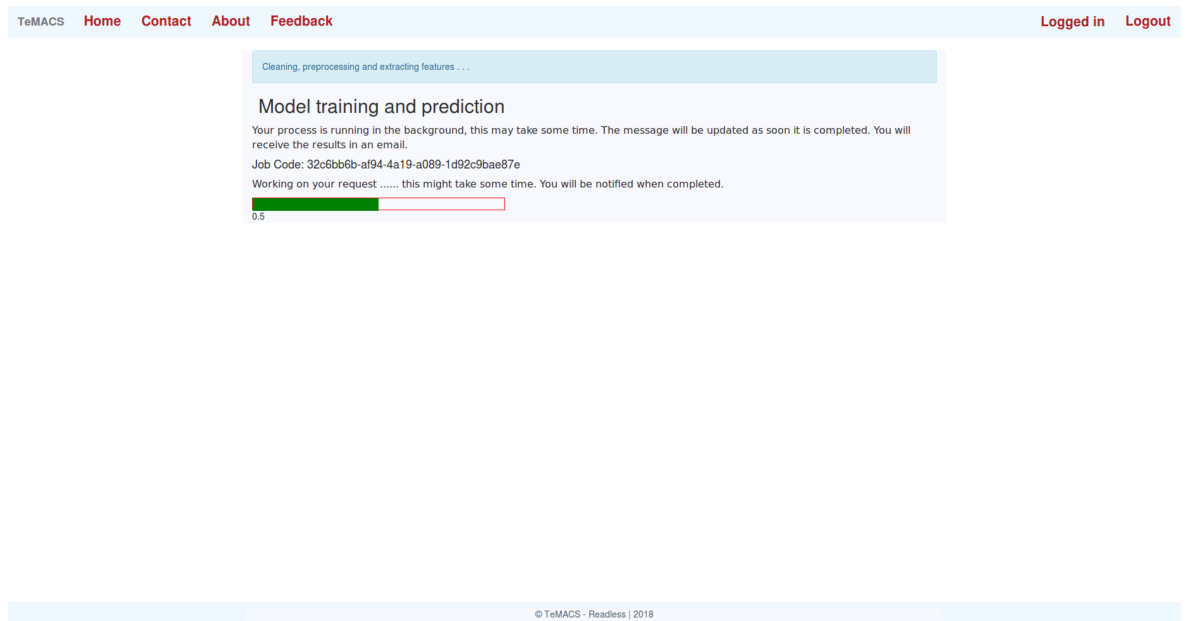 TeMACS Home Contact About Feedback Logged in Logout
Cleaning, preprocessing and extracting features . . .
Model training and prediction
Your process is running in the background, this may take some time. The message will be updated as soon it is completed. You will
receive the results in an email.
Job Code: 32c6bb6b-af94-4a19-a089-1d92c9bae87e
Working on your request ...... this might take some time. You will be notified when completed.
0.5
© TeMACS - Readless | 2018